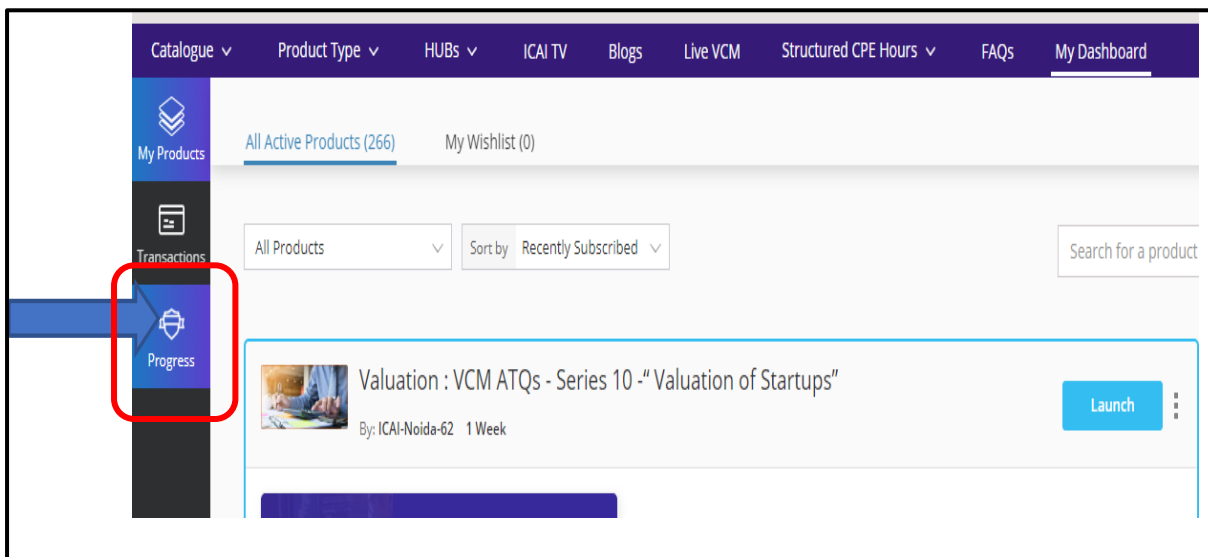 Catalogue Product Type HUBs ICAI TV Blogs Live VCM Structured CPE Hours FAQs My Dashboard
My Products
All Active Products (266) My Wishlist (0)
Transactions
All Products Sort by Recently Subscribed Search for a product
Progress
Valuation : VCM ATQs - Series 10 -“ Valuation of Startups”
By: ICAI-Noida-62 1 Week
Launch